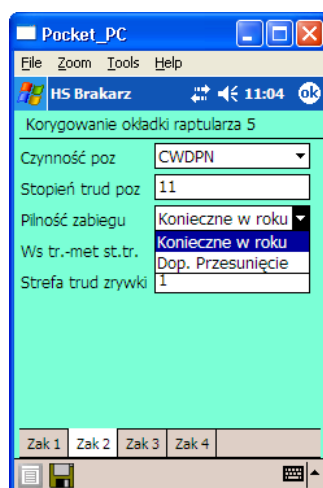 Pocket_PC
File Zoom Tools Help
HS Brakarz 11:04 ok
Korygowanie okładki raptularza 5
Czynność poz CWDPN
Stopień trud poz 11
Pilność zabiegu Konieczne w roku
Konieczne w roku
Ws tr.-met st.tr. Dop. Przesunięcie
Strefa trud zrywki 1
Zak 1 Zak 2 Zak 3 Zak 4